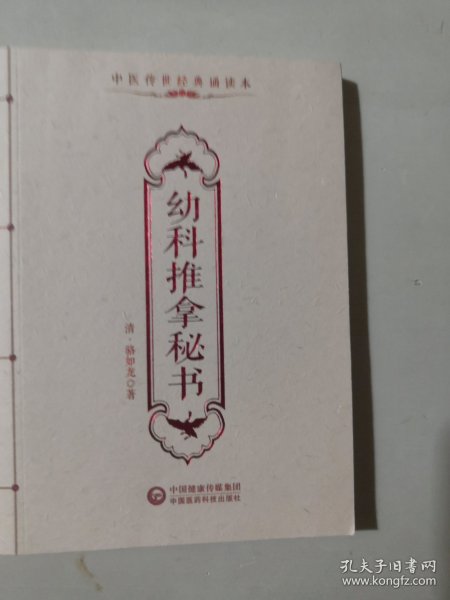 中医传世经典诵读本
幼科推拿秘书
清·骆如龙◎著
中国健康传媒集团
中国医药科技出版社
孔夫子旧书网
www.kongfz.com